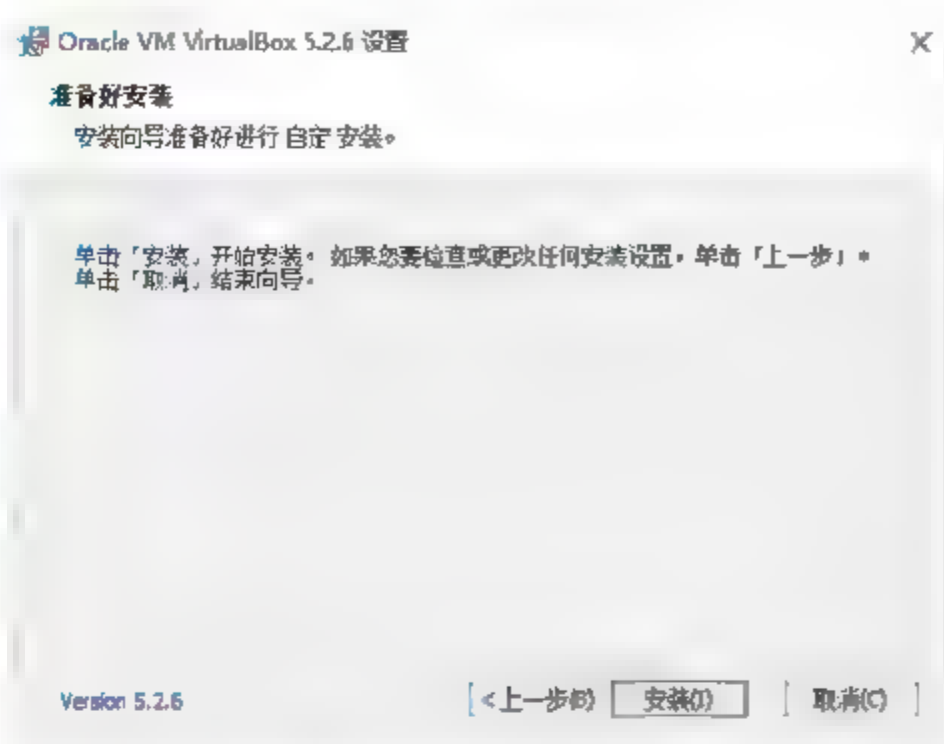 Oracle VM VirtualBox 5.2.6 设置
准备好安装
安装向导准备好进行 自定 安装。
单击「安装」开始安装。 如果您要检查或更改任何安装设置,单击「上一步」。
单击「取消」结束向导。
Version 5.2.6
<上一步(B) 安装(I) 取消(C)